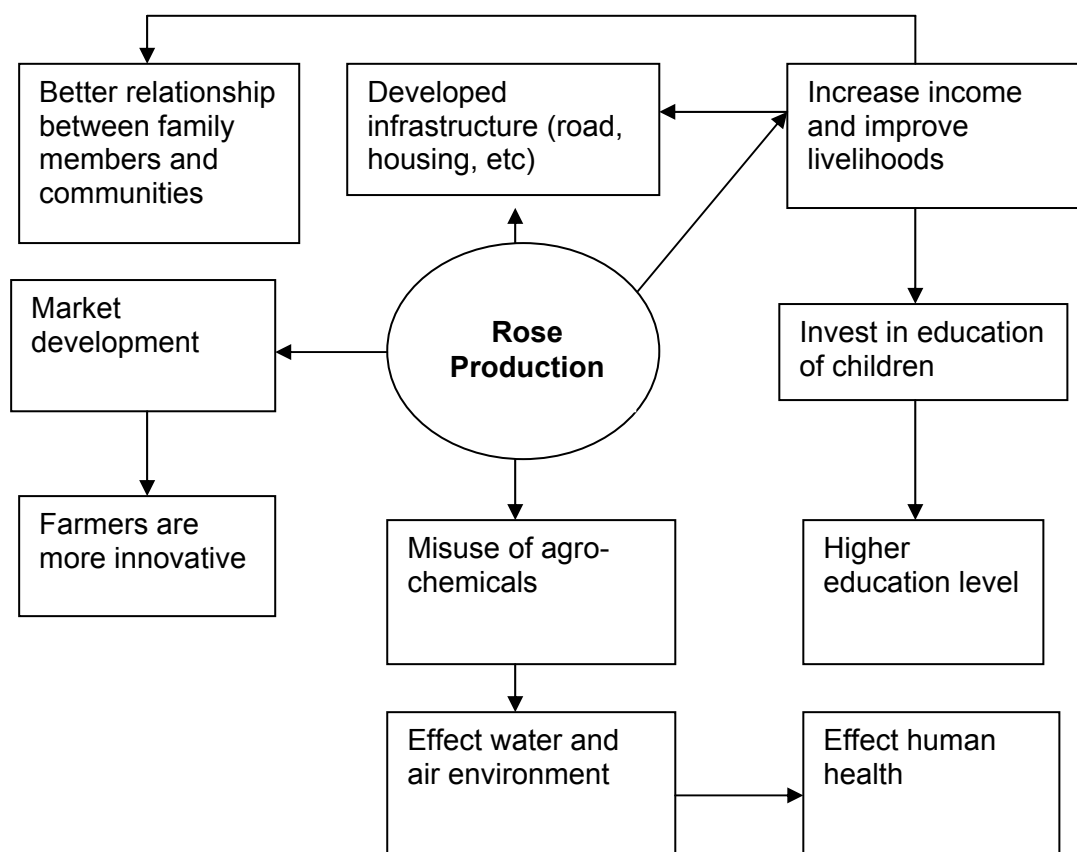 Better relationship
between family
members and
communities
Developed
infrastructure (road,
housing, etc)
Increase income
and improve
livelihoods
Market
development
Rose
Production
Invest in education
of children
Farmers are
more innovative
Misuse of agro-
chemicals
Higher
education level
Effect water and
air environment
Effect human
health